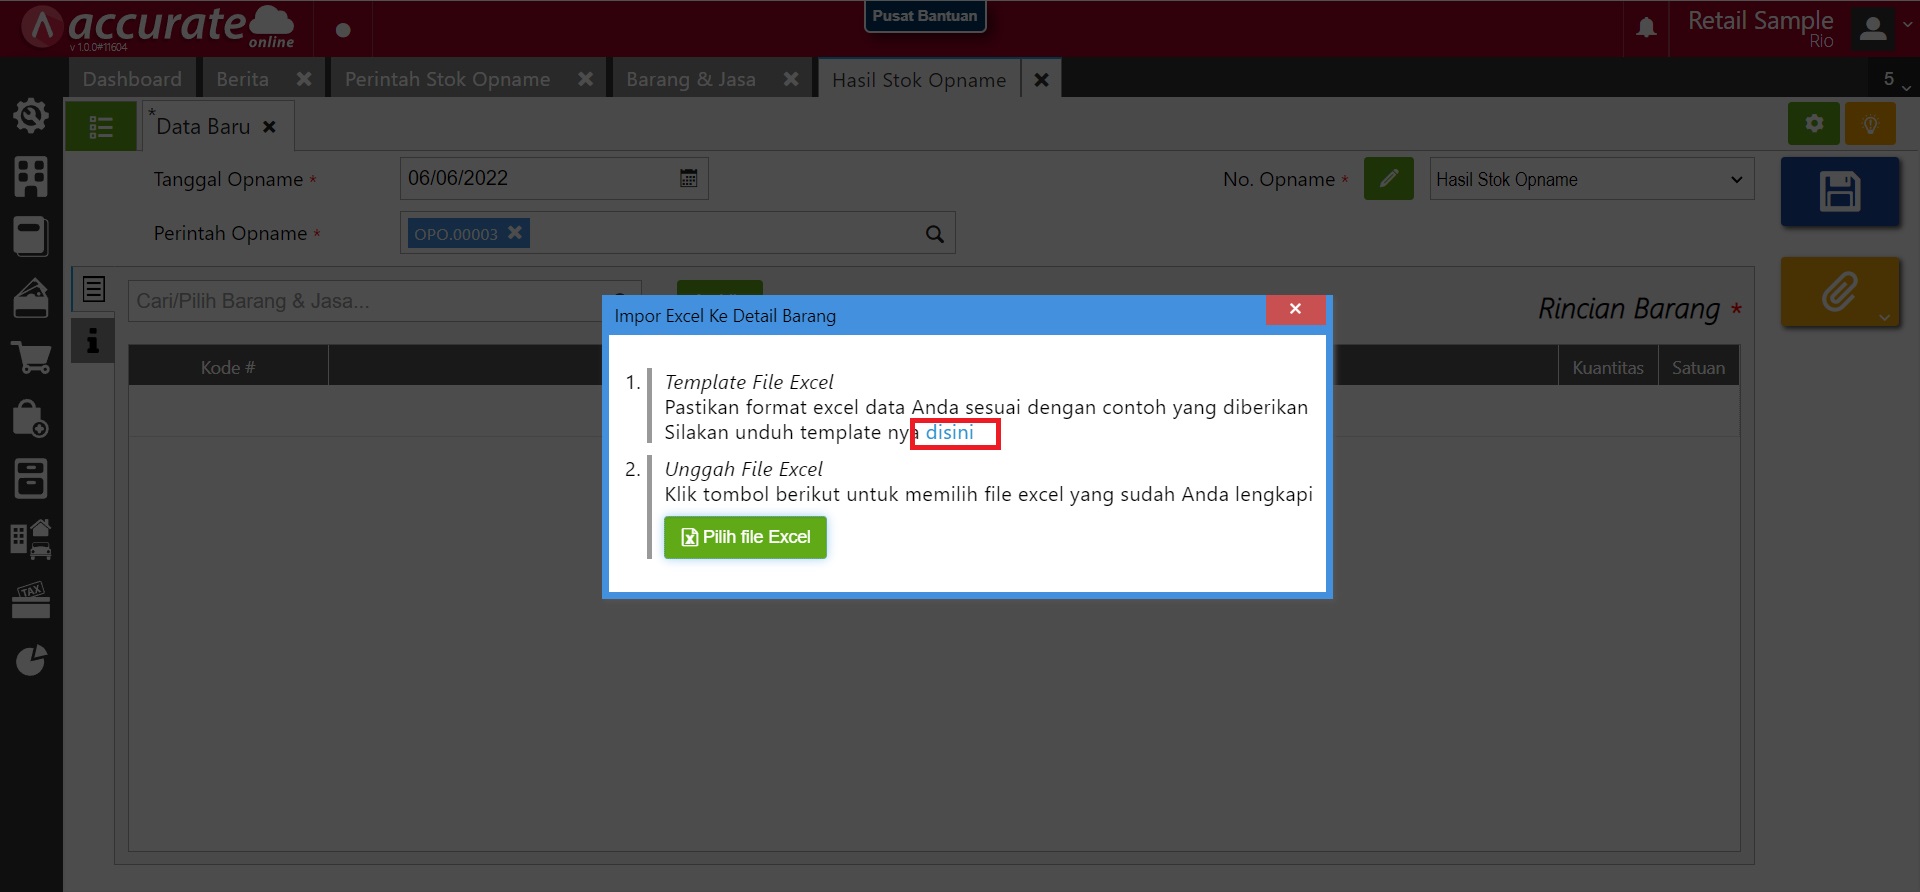 accurate
online
v 1.0.0#11604
Pusat Bantuan
Retail Sample
Rio
Dashboard
Berita
Perintah Stok Opname
Barang & Jasa
Hasil Stok Opname
5
*Data Baru
Tanggal Opname *
06/06/2022
No. Opname *
Hasil Stok Opname
Perintah Opname *
OPO.00003
Cari/Pilih Barang & Jasa...
Rincian Barang *
Kode #
Kuantitas
Satuan
Impor Excel Ke Detail Barang
1. Template File Excel
Pastikan format excel data Anda sesuai dengan contoh yang diberikan
Silakan unduh template nya disini
2. Unggah File Excel
Klik tombol berikut untuk memilih file excel yang sudah Anda lengkapi
Pilih file Excel
TAX